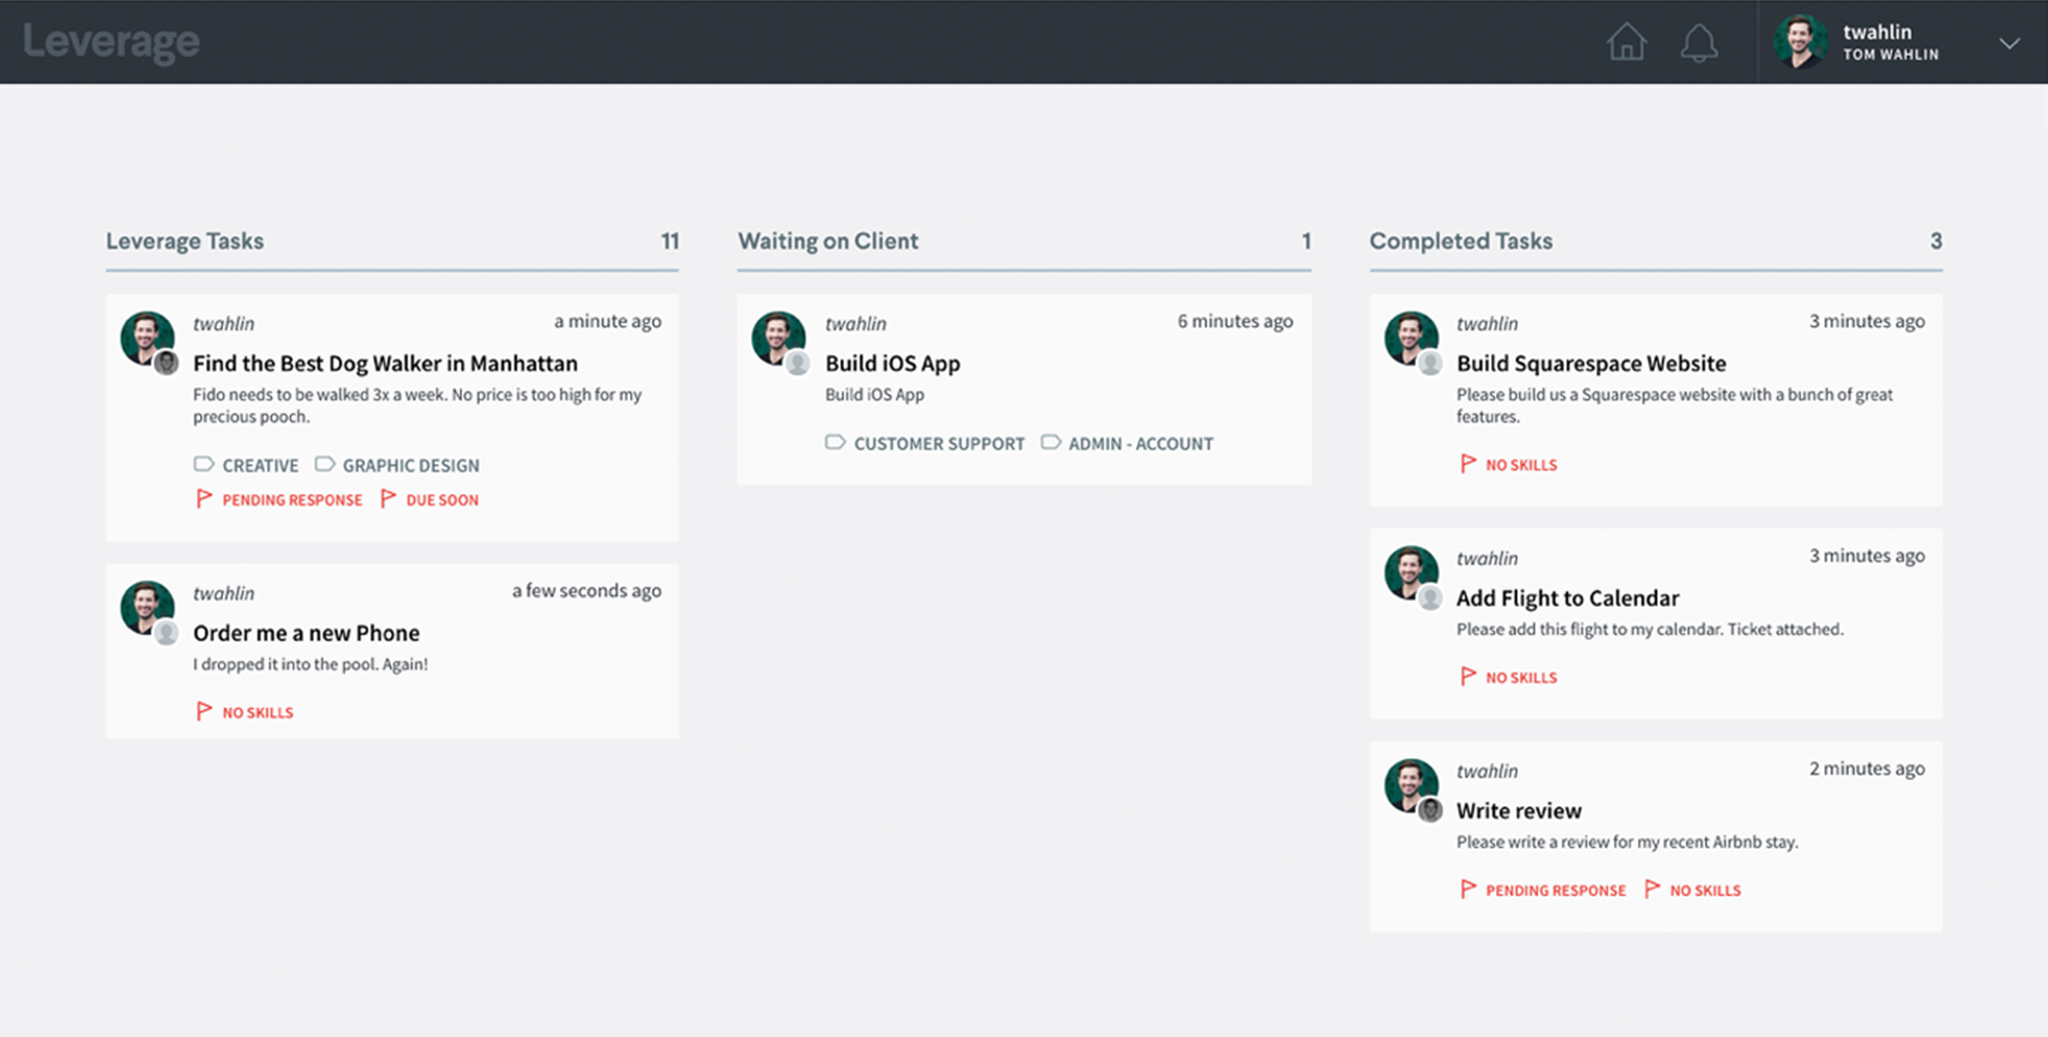 Leverage
twahlin
TOM WAHLIN
Leverage Tasks 11
twahlin a minute ago
Find the Best Dog Walker in Manhattan
Fido needs to be walked 3x a week. No price is too high for my
precious pooch.
CREATIVE GRAPHIC DESIGN
PENDING RESPONSE DUE SOON
twahlin a few seconds ago
Order me a new Phone
I dropped it into the pool. Again!
NO SKILLS
Waiting on Client 1
twahlin 6 minutes ago
Build iOS App
Build iOS App
CUSTOMER SUPPORT ADMIN - ACCOUNT
Completed Tasks 3
twahlin 3 minutes ago
Build Squarespace Website
Please build us a Squarespace website with a bunch of great
features.
NO SKILLS
twahlin 3 minutes ago
Add Flight to Calendar
Please add this flight to my calendar. Ticket attached.
NO SKILLS
twahlin 2 minutes ago
Write review
Please write a review for my recent Airbnb stay.
PENDING RESPONSE NO SKILLS